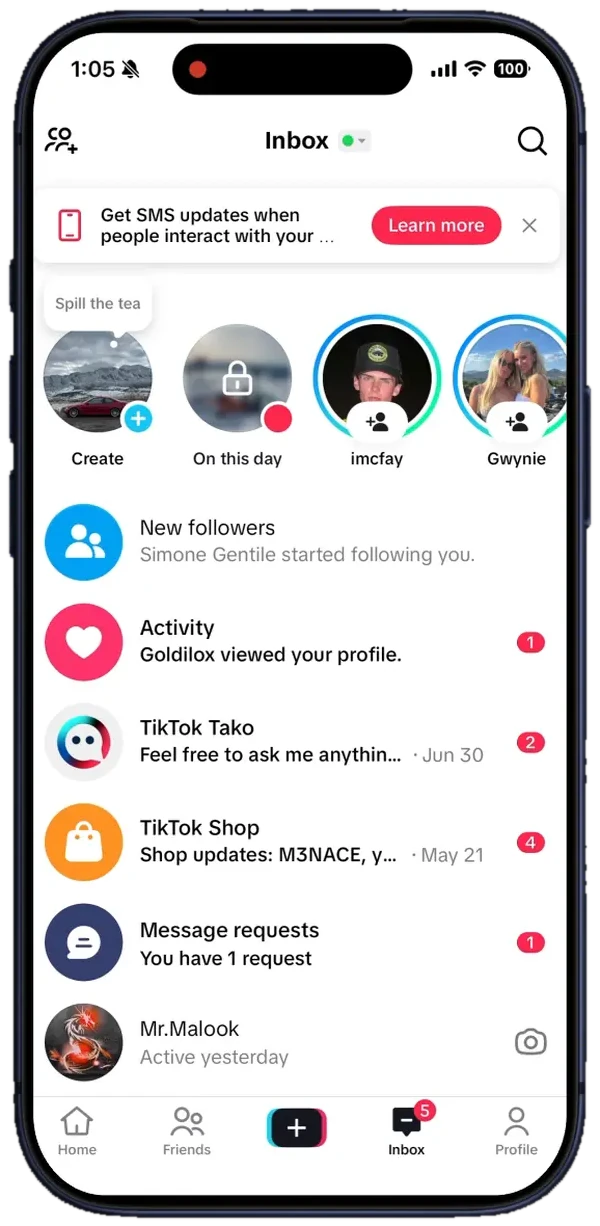 1:05
100
Inbox
Get SMS updates when
people interact with your ...
Learn more
Spill the tea
Create
On this day
imcfay
Gwynie
New followers
Simone Gentile started following you.
Activity
Goldilox viewed your profile.
1
TikTok Tako
Feel free to ask me anythin... · Jun 30
2
TikTok Shop
Shop updates: M3NACE, y... · May 21
4
Message requests
You have 1 request
1
Mr.Malook
Active yesterday
5
Home
Friends
Inbox
Profile